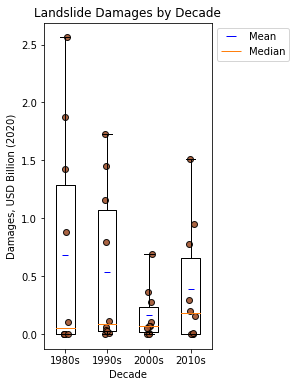 Landslide Damages by Decade
Mean
Median
Damages, USD Billion (2020)
2.5
2.0
1.5
1.0
0.5
0.0
1980s 1990s 2000s 2010s
Decade